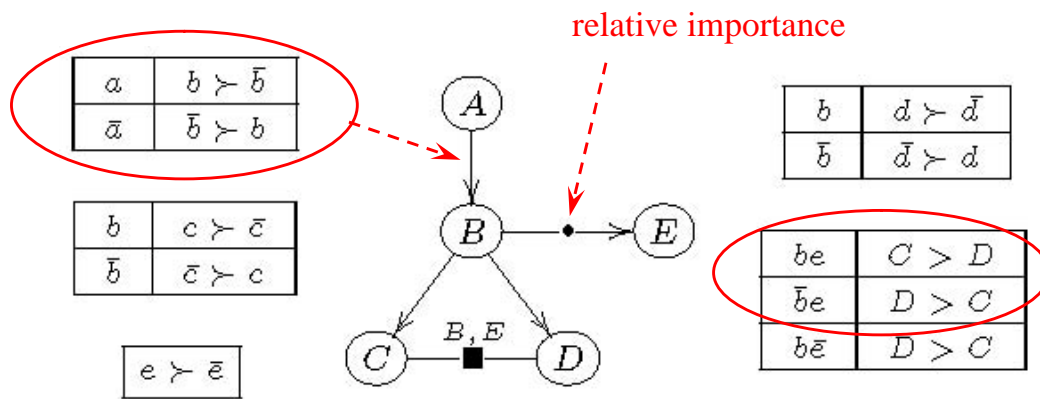 relative importance
a b ≻ b̄
ā b̄ ≻ b
b c ≻ c̄
b̄ c̄ ≻ c
e ≻ ē
A
B
E
C
B, E
D
b d ≻ d̄
b̄ d̄ ≻ d
be C > D
b̄e D > C
bē D > C